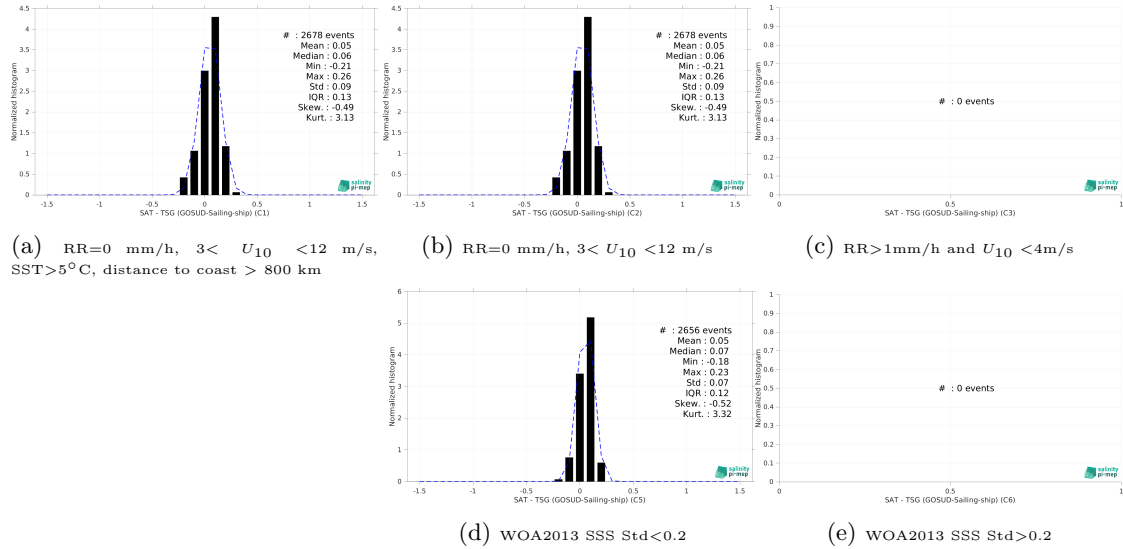 4.5
4
3.5
3
2.5
2
1.5
1
0.5
0
Normalized histogram
# : 2678 events
Mean : 0.05
Median : 0.06
Min : -0.21
Max : 0.26
Std : 0.09
IQR : 0.13
Skew. : -0.49
Kurt. : 3.13
salinity
pi-mep
-1.5 -1 -0.5 0 0.5 1 1.5
SAT - TSG (GOSUD-Sailing-ship) (C1)
(a) RR=0 mm/h, 3< U10 <12 m/s,
SST>5°C, distance to coast > 800 km
4.5
4
3.5
3
2.5
2
1.5
1
0.5
0
Normalized histogram
# : 2678 events
Mean : 0.05
Median : 0.06
Min : -0.21
Max : 0.26
Std : 0.09
IQR : 0.13
Skew. : -0.49
Kurt. : 3.13
salinity
pi-mep
-1.5 -1 -0.5 0 0.5 1 1.5
SAT - TSG (GOSUD-Sailing-ship) (C2)
(b) RR=0 mm/h, 3< U10 <12 m/s
1
0.9
0.8
0.7
0.6
0.5
0.4
0.3
0.2
0.1
0
Normalized histogram
# : 0 events
salinity
pi-mep
0 0.5 1
SAT - TSG (GOSUD-Sailing-ship) (C3)
(c) RR>1mm/h and U10 <4m/s
6
5
4
3
2
1
0
Normalized histogram
# : 2656 events
Mean : 0.05
Median : 0.07
Min : -0.18
Max : 0.23
Std : 0.07
IQR : 0.12
Skew. : -0.52
Kurt. : 3.32
salinity
pi-mep
-1.5 -1 -0.5 0 0.5 1 1.5
SAT - TSG (GOSUD-Sailing-ship) (C5)
(d) WOA2013 SSS Std<0.2
1
0.9
0.8
0.7
0.6
0.5
0.4
0.3
0.2
0.1
0
Normalized histogram
# : 0 events
salinity
pi-mep
0 0.5 1
SAT - TSG (GOSUD-Sailing-ship) (C6)
(e) WOA2013 SSS Std>0.2